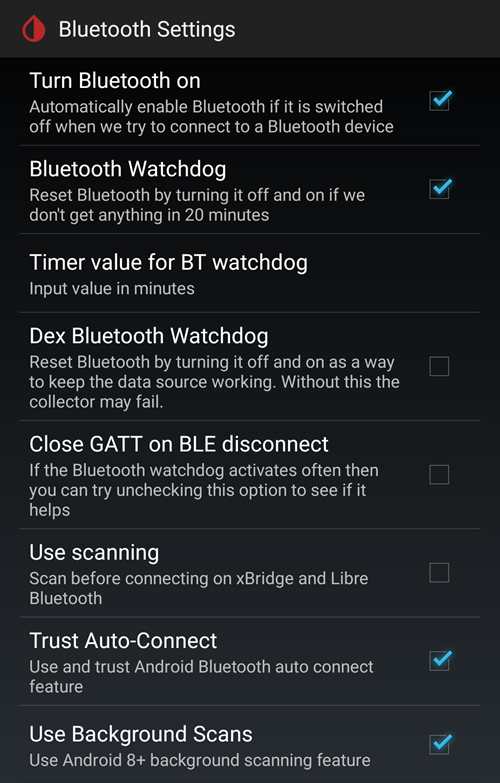 Bluetooth Settings
Turn Bluetooth on
Automatically enable Bluetooth if it is switched
off when we try to connect to a Bluetooth device
Bluetooth Watchdog
Reset Bluetooth by turning it off and on if we
don't get anything in 20 minutes
Timer value for BT watchdog
Input value in minutes
Dex Bluetooth Watchdog
Reset Bluetooth by turning it off and on as a way
to keep the data source working. Without this the
collector may fail.
Close GATT on BLE disconnect
If the Bluetooth watchdog activates often then
you can try unchecking this option to see if it
helps
Use scanning
Scan before connecting on xBridge and Libre
Bluetooth
Trust Auto-Connect
Use and trust Android Bluetooth auto connect
feature
Use Background Scans
Use Android 8+ background scanning feature